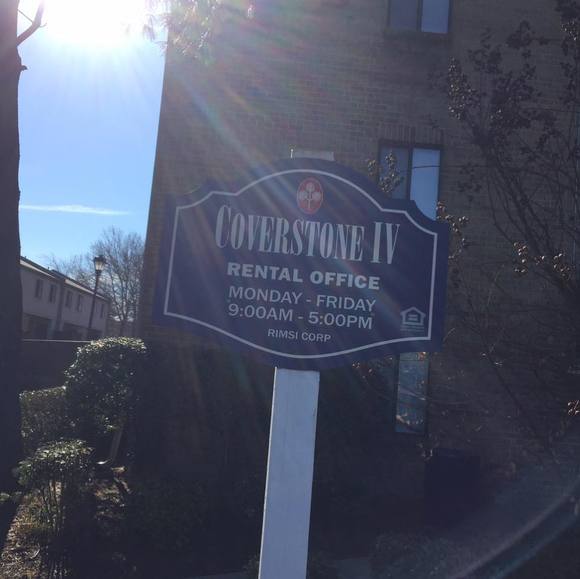 COVERSTONE IV
RENTAL OFFICE
MONDAY - FRIDAY
9:00AM - 5:00PM
RIMSI CORP